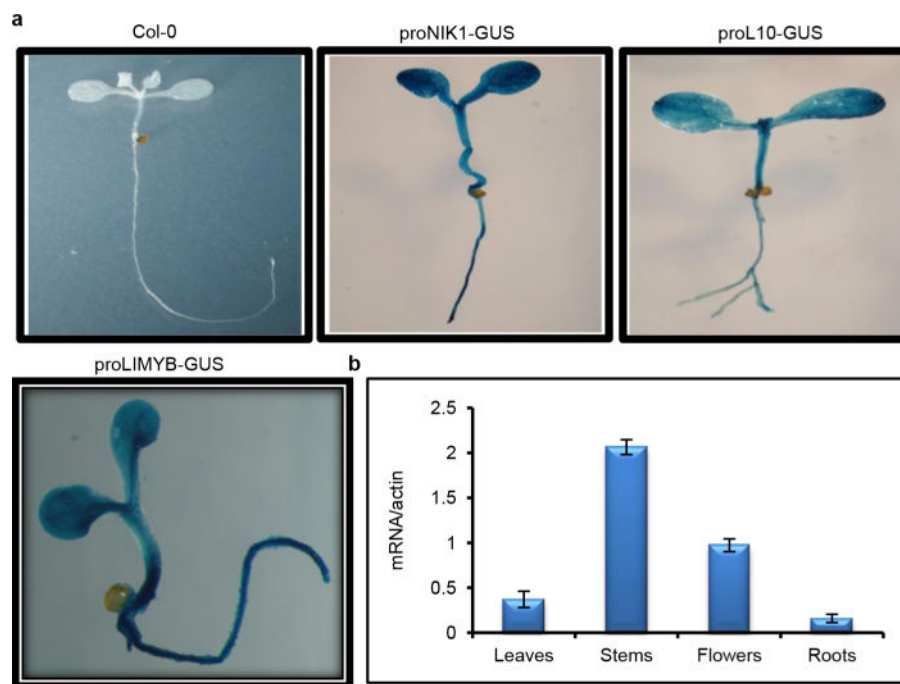 a
Col-0
proNIK1-GUS
proL10-GUS
proLIMYB-GUS
b
mRNA/actin
2.5
2
1.5
1
0.5
0
Leaves Stems Flowers Roots